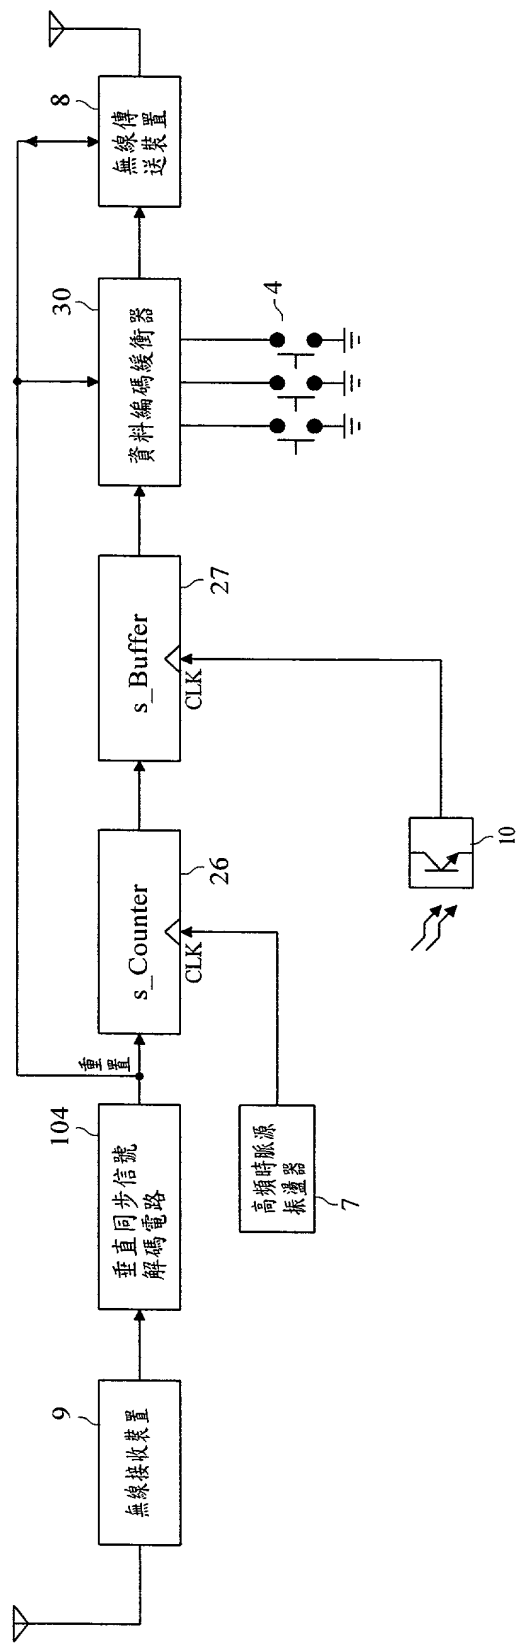 9
無線接收裝置
104
垂直同步信號
解碼電路
重置
高頻時脈源
振盪器
7
s_Counter
CLK
26
s_Buffer
CLK
27
10
30
資料編碼緩衝器
4
8
無線傳
送裝置